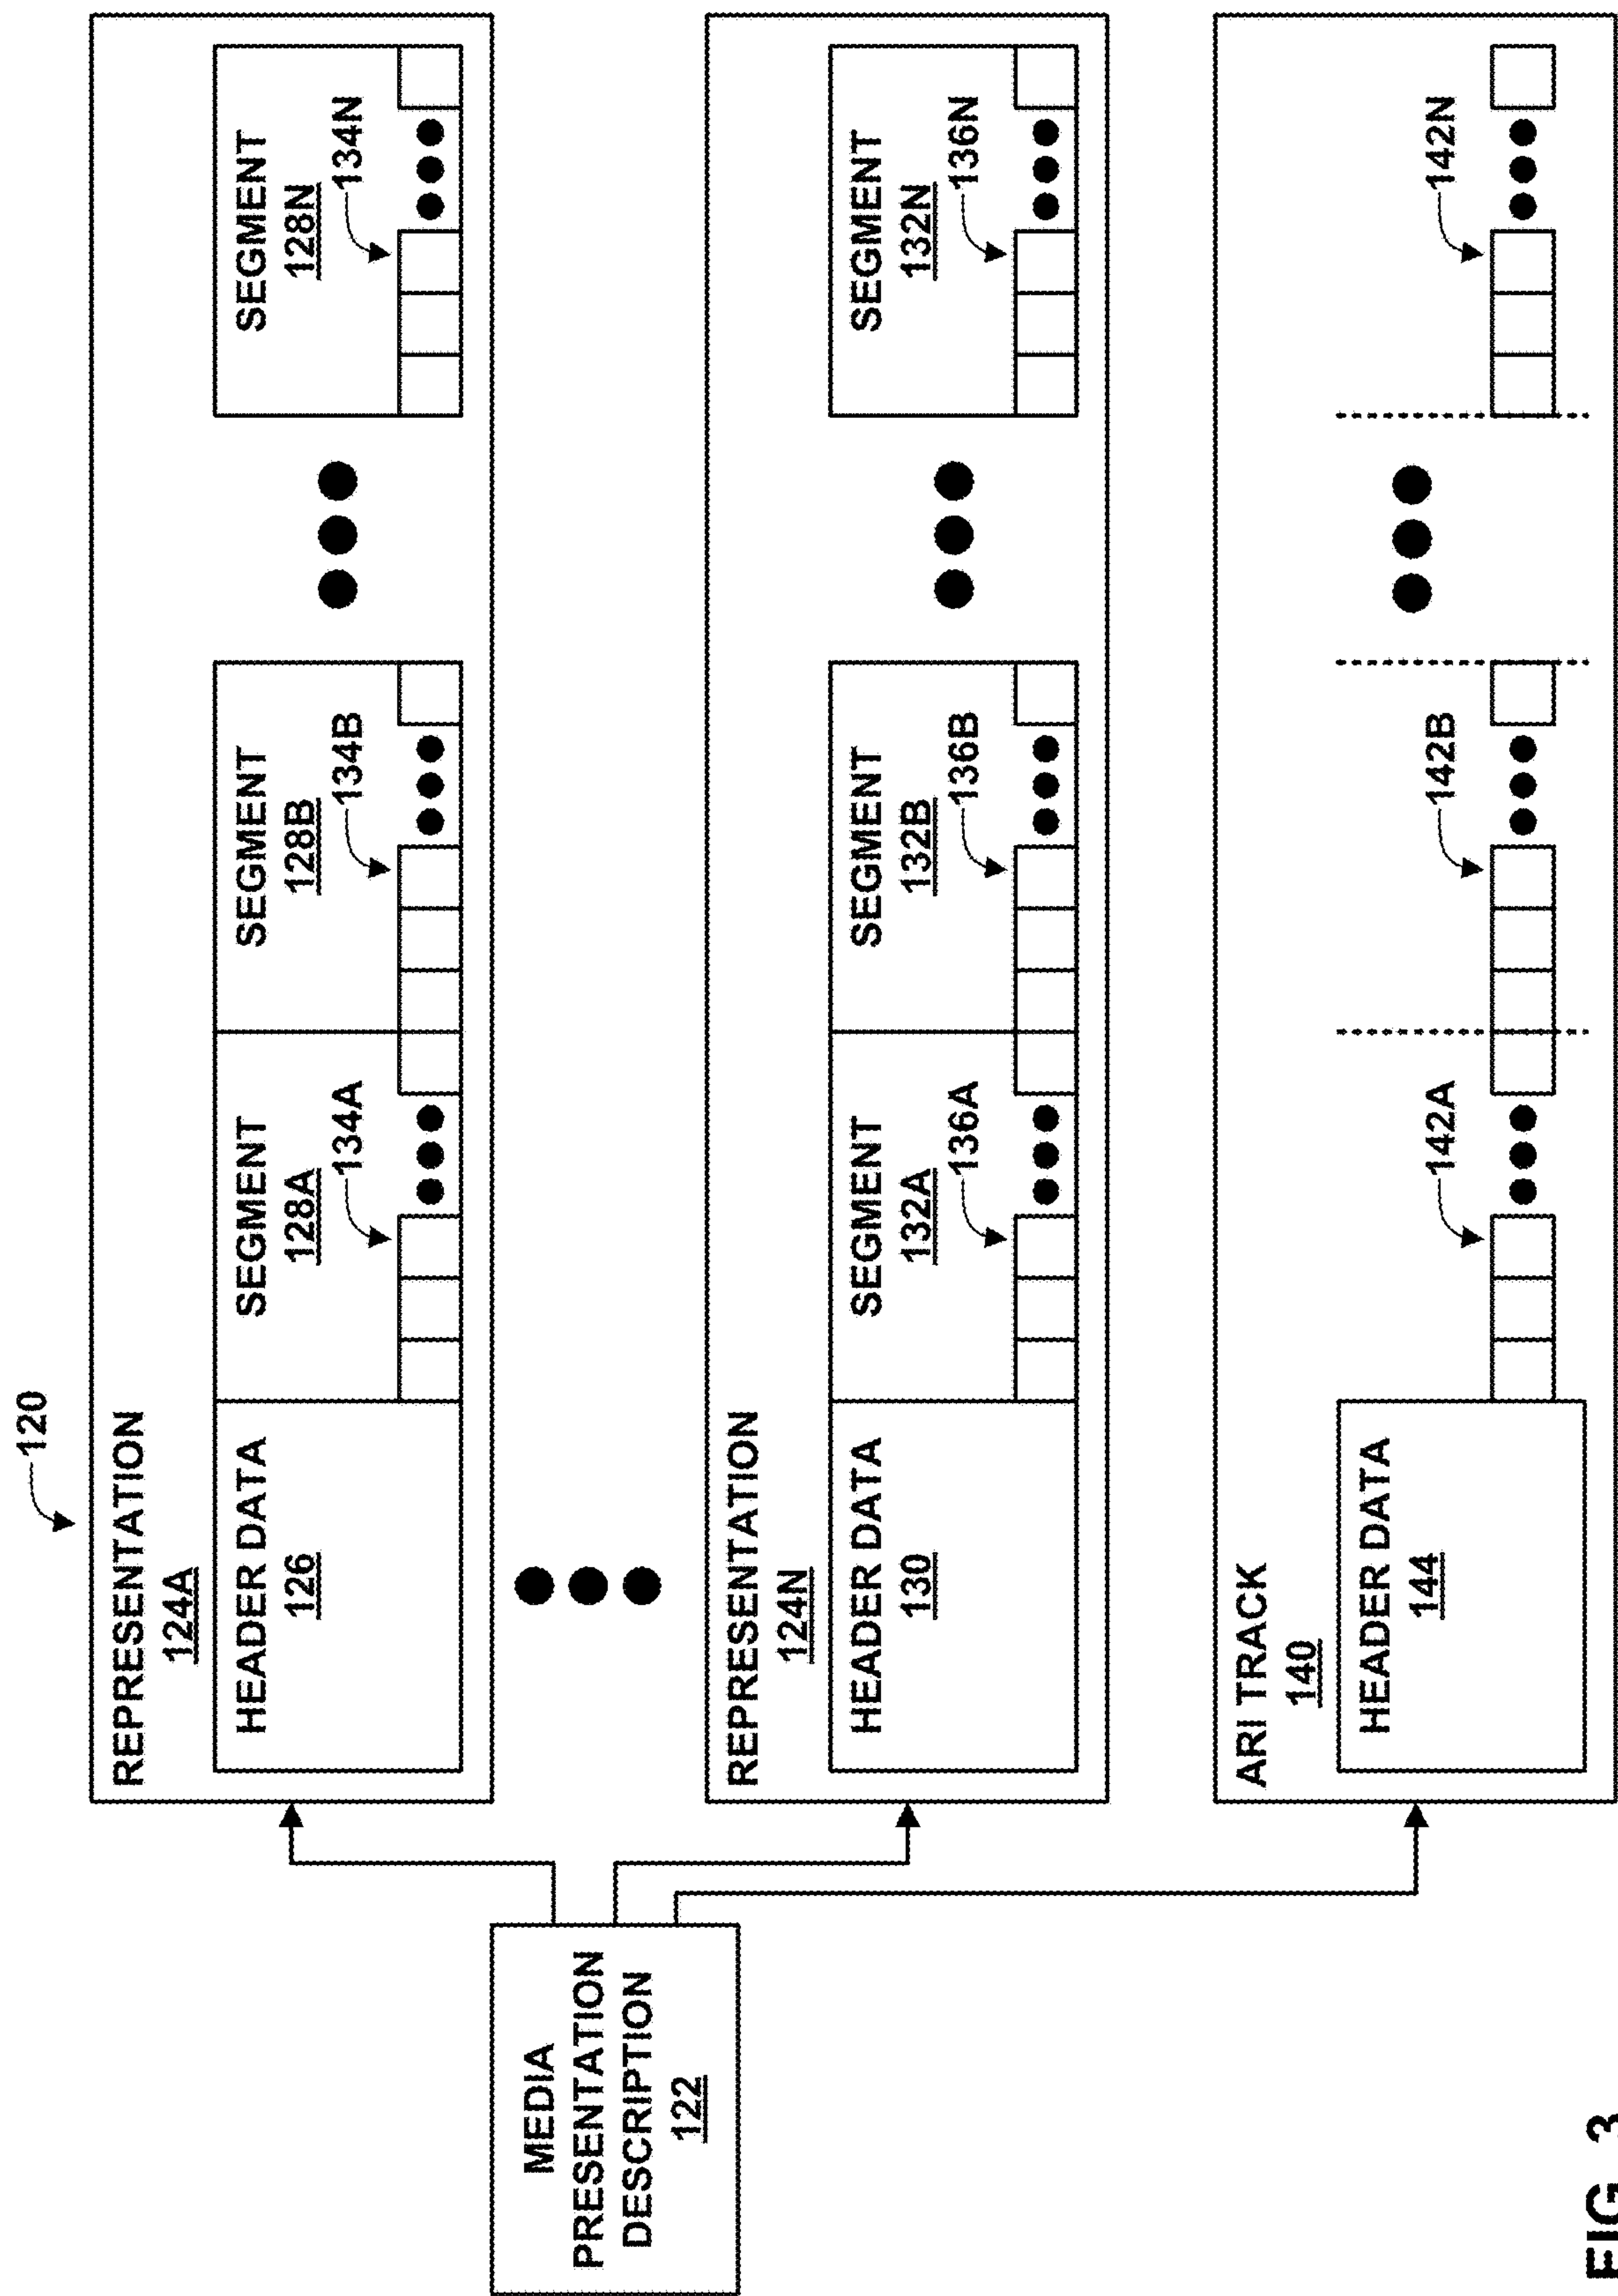 120
REPRESENTATION
124A
HEADER DATA
126
SEGMENT
128A
134A
SEGMENT
128B
134B
SEGMENT
128N
134N
MEDIA
PRESENTATION
DESCRIPTION
122
REPRESENTATION
124N
HEADER DATA
130
SEGMENT
132A
136A
SEGMENT
132B
136B
SEGMENT
132N
136N
ARI TRACK
140
HEADER DATA
144
142A
142B
142N
FIG. 3